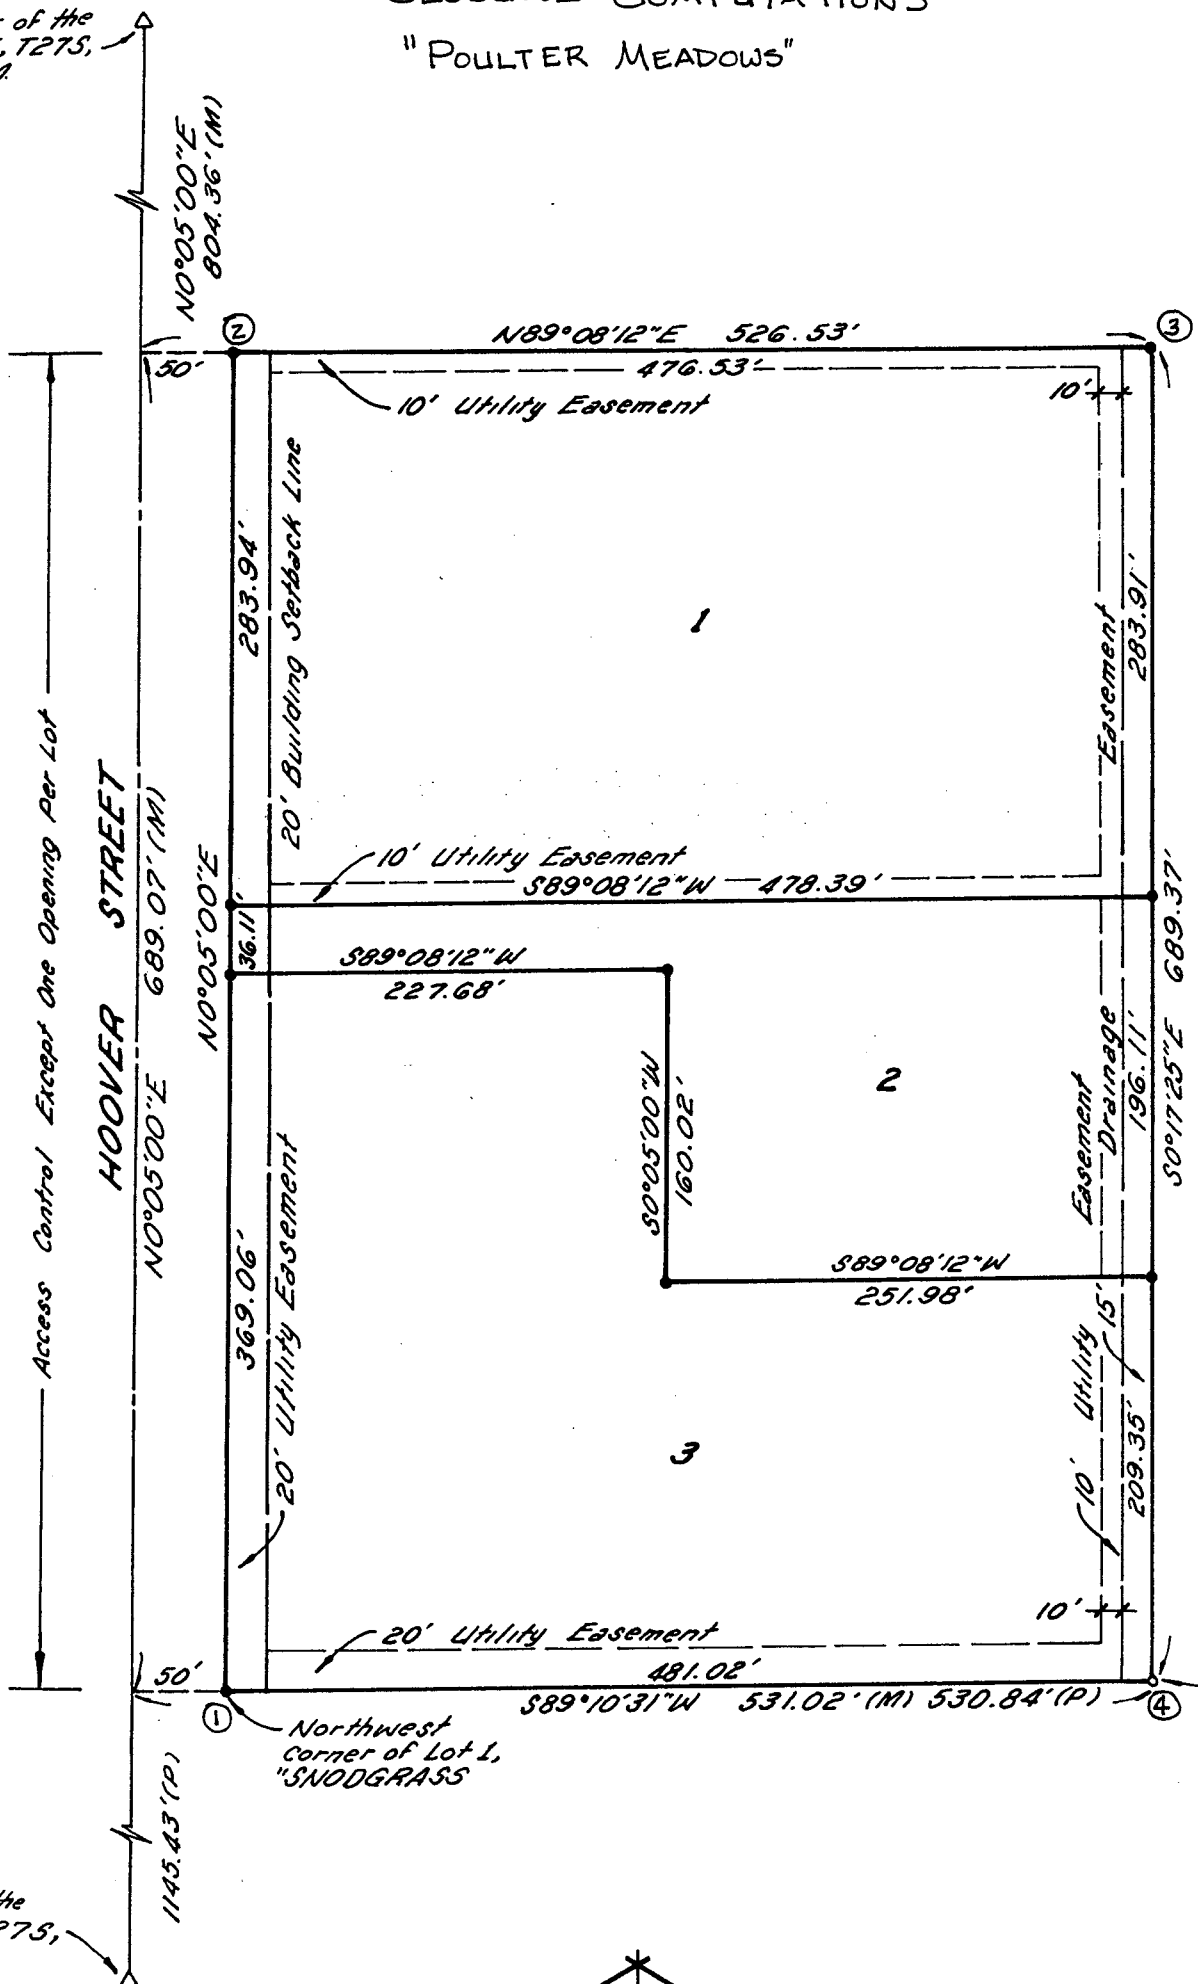 of the
, T27S,
"POULTER MEADOWS"
N0°05'00"E
804.36'(M)
2
N89°08'12"E 526.53'
3
50'
476.53'
10' Utility Easement
10'
283.94'
20' Building Setback Line
1
Easement
283.91'
Access Control Except One Opening Per Lot
HOOVER STREET
N0°05'00"E 689.07'(M)
N0°05'00"E
10' Utility Easement
S89°08'12"W 478.39'
36.11'
S89°08'12"W
227.68'
S0°05'00"W
160.02'
2
Easement
Drainage
196.11'
S0°17'25"E 689.37'
S89°08'12"W
251.98'
369.06'
20' Utility Easement
3
10' Utility
15'
209.35'
10'
20' Utility Easement
50'
481.02'
S89°10'31"W 531.02'(M) 530.84'(P)
1
4
Northwest
Corner of Lot 1,
"SNODGRASS
1145.43'(P)
the
27S,